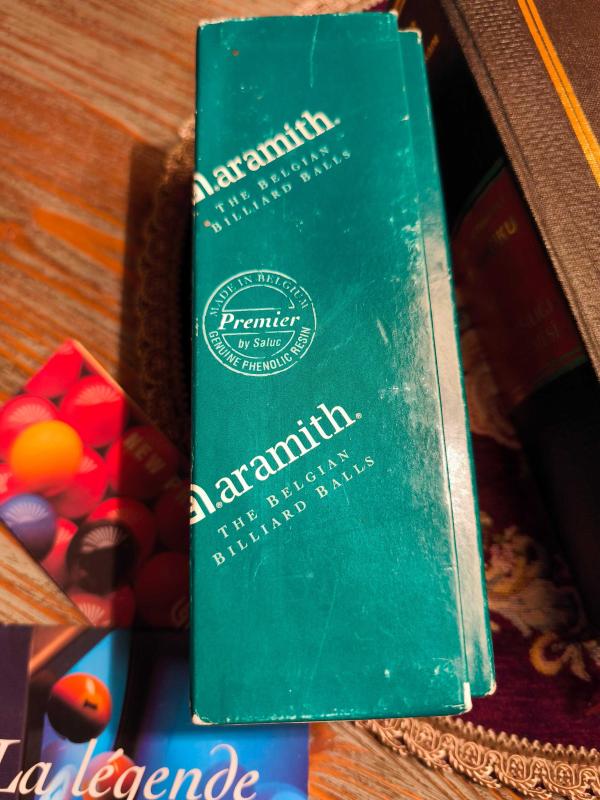 aramith®
THE BELGIAN
BILLIARD BALLS
MADE IN BELGIUM
Premier
by Saluc
GENUINE PHENOLIC RESIN
aramith®
THE BELGIAN
BILLIARD BALLS
NEW
La légende